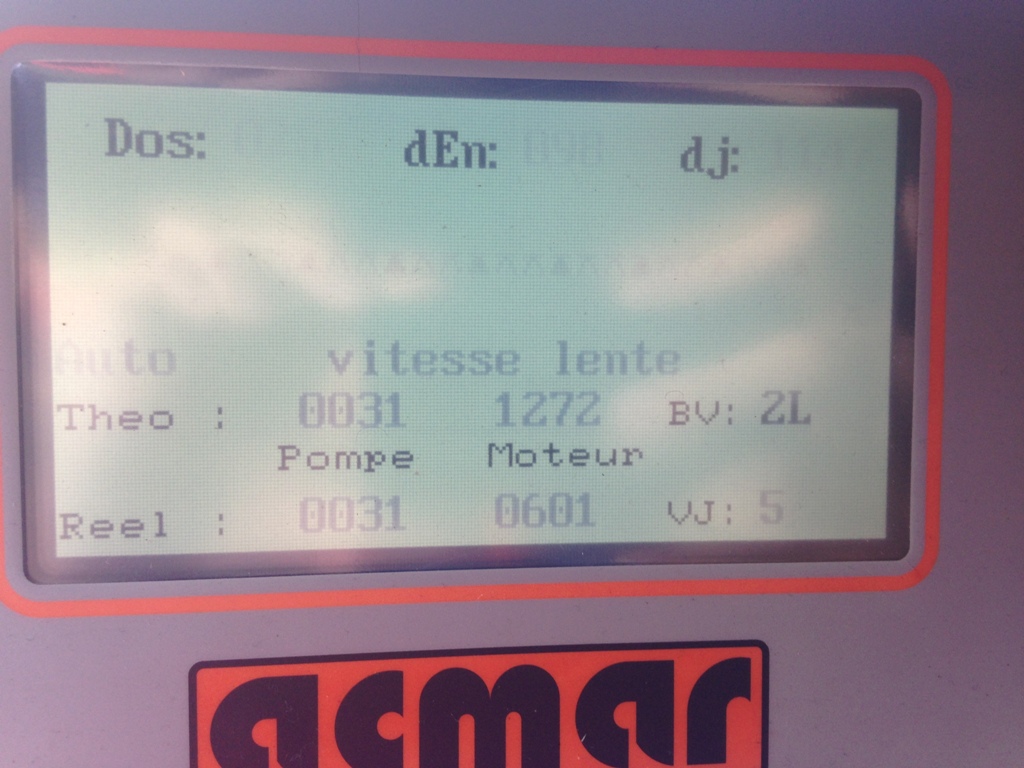 Dos: dEn: 090 dj:
Auto vitesse lente
Theo : 0031 1272 BV: 2L
Pompe Moteur
Reel : 0031 0601 VJ: 5
acmar